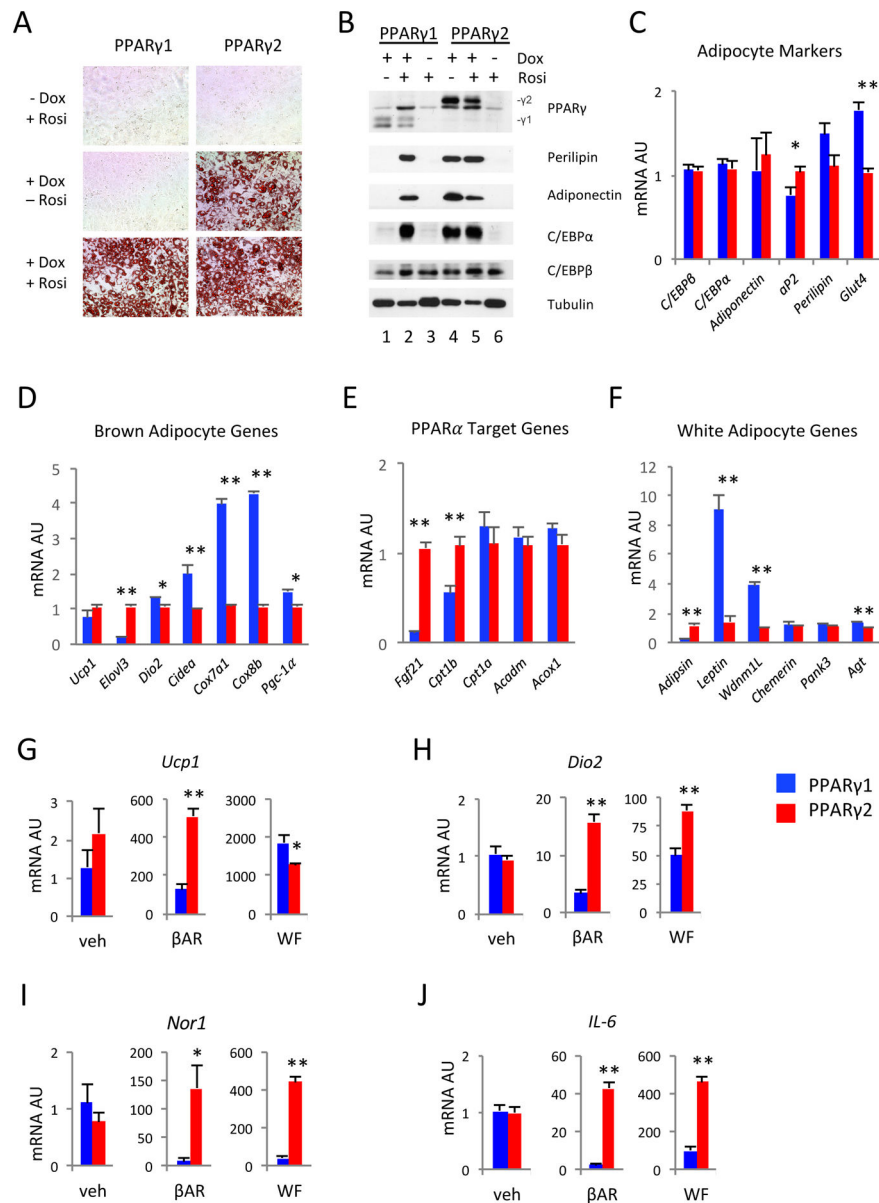 A
PPARγ1 PPARγ2
- Dox
+ Rosi
+ Dox
– Rosi
+ Dox
+ Rosi
B
PPARγ1 PPARγ2
+ + - + + - Dox
- + + - + + Rosi
-γ2
PPARγ
-γ1
Perilipin
Adiponectin
C/EBPα
C/EBPβ
Tubulin
1 2 3 4 5 6
C
Adipocyte Markers
mRNA AU
2
1
0
* **
C/EBPβ C/EBPα Adiponectin aP2 Perilipin Glut4
D
Brown Adipocyte Genes
mRNA AU
5
4
3
2
1
0
** * ** ** ** *
Ucp1 Elovl3 Dio2 Cidea Cox7a1 Cox8b Pgc-1α
E
PPARα Target Genes
mRNA AU
2
1
0
** **
Fgf21 Cpt1b Cpt1a Acadm Acox1
F
White Adipocyte Genes
mRNA AU
12
10
8
6
4
2
0
** ** ** **
Adipsin Leptin Wdnm1L Chemerin Pank3 Agt
G
Ucp1
mRNA AU
3
2
1
0
veh
600
400
200
0
**
βAR
3000
2000
1000
0
*
WF
H
Dio2
mRNA AU
2
1
0
veh
20
10
0
**
βAR
100
75
50
25
0
**
WF
PPARγ1
PPARγ2
I
Nor1
mRNA AU
2
1
0
veh
200
150
100
50
0
*
βAR
600
400
200
0
**
WF
J
IL-6
mRNA AU
2
1
0
veh
60
40
20
0
**
βAR
600
400
200
0
**
WF